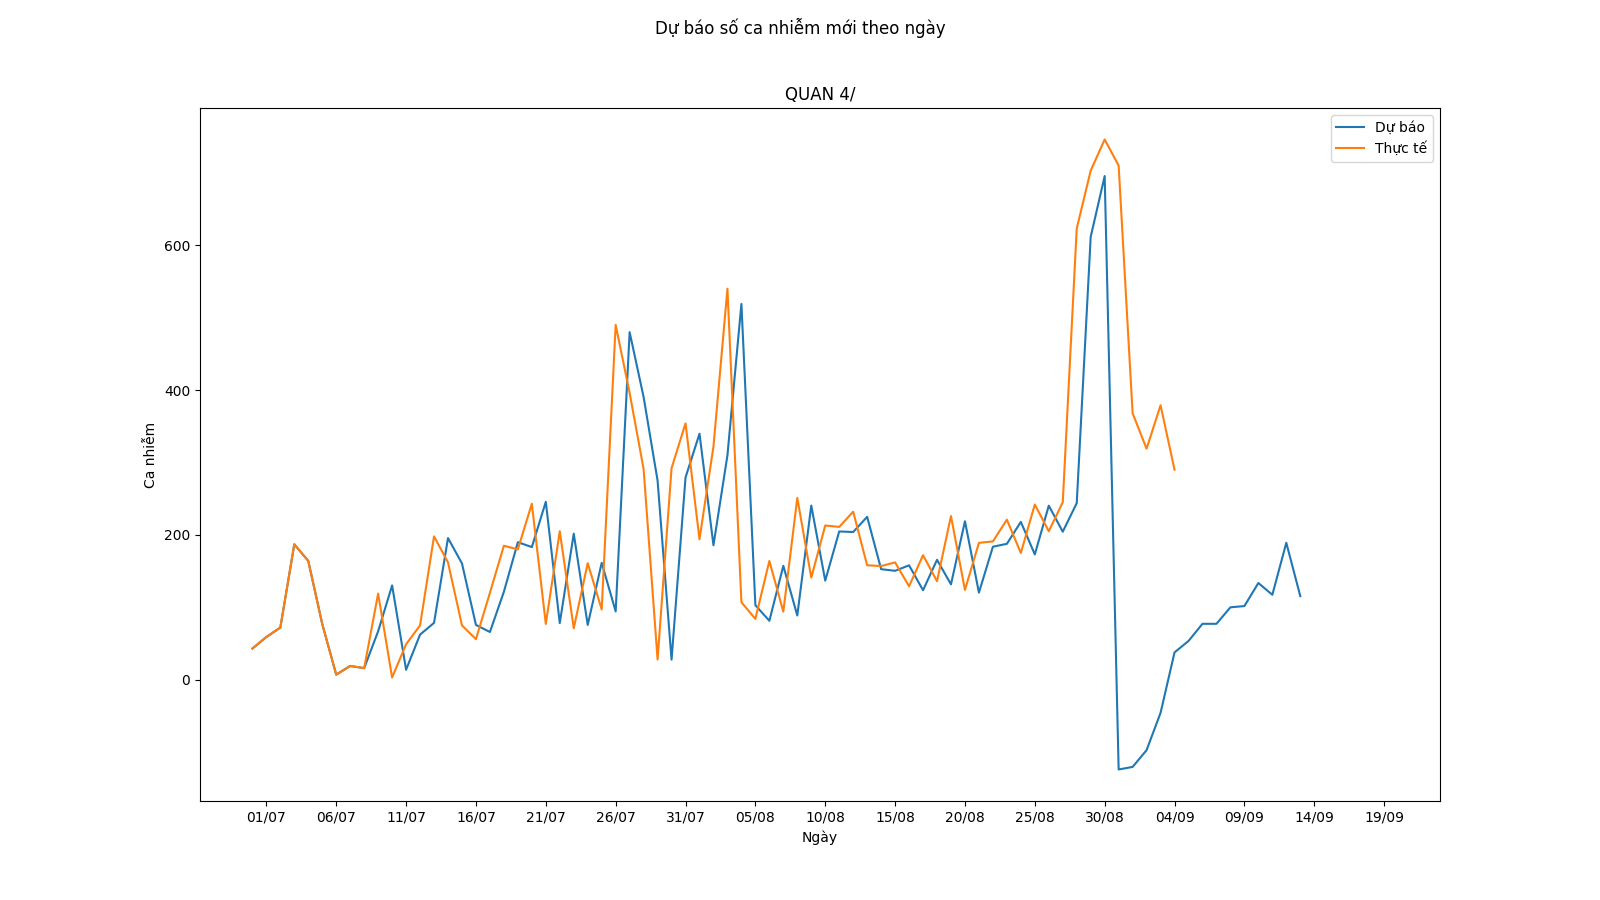 Dự báo số ca nhiễm mới theo ngày
QUAN 4/
Dự báo
Thực tế
600
400
200
0
Ca nhiễm
01/07 06/07 11/07 16/07 21/07 26/07 31/07 05/08 10/08 15/08 20/08 25/08 30/08 04/09 09/09 14/09 19/09
Ngày